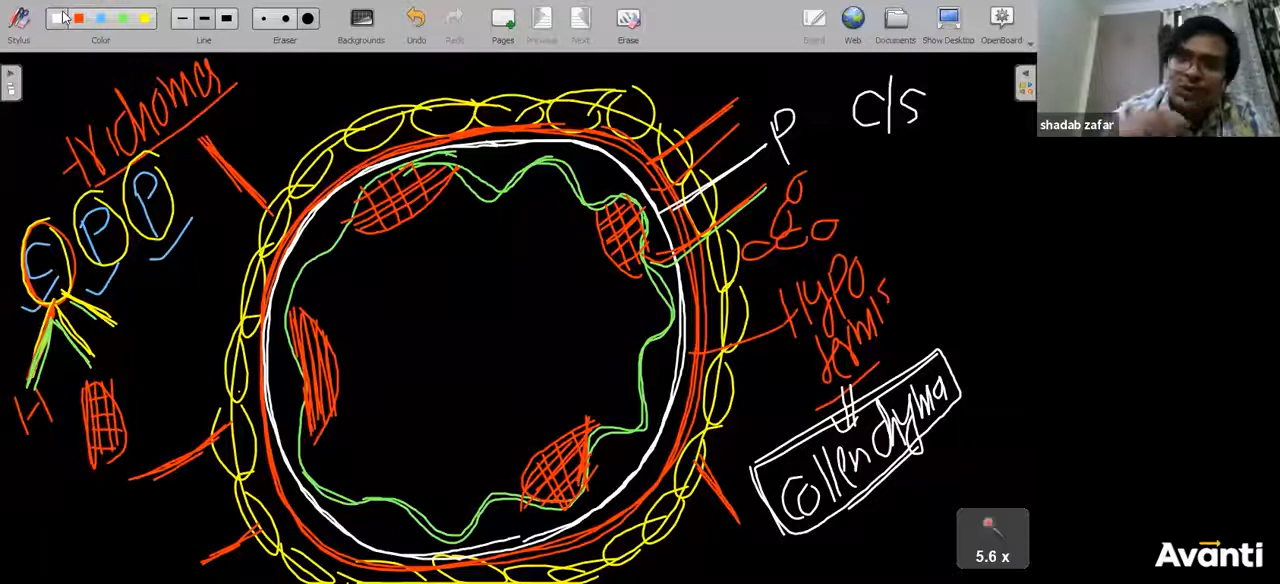 Stylus
Color
Line
Eraser
Backgrounds
Undo
Redo
Pages
Previous
Next
Erase
Board
Web
Documents
Show Desktop
OpenBoard
shadab zafar
trichomes
C/S
P
P
P
HYPO
dermis
H
Collenchyma
5.6 x
Avanti